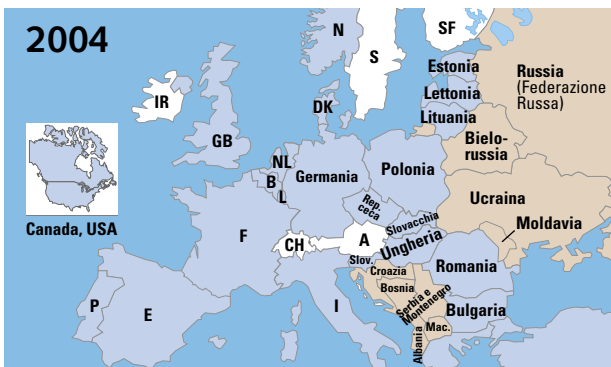 2004
N
SF
S
IR
Estonia
Lettonia
Lituania
Russia
(Federazione
Russa)
DK
GB
Bielo-
russia
NL
B
L
Germania
Polonia
Canada, USA
Rep.
ceca
Slovacchia
Ucraina
Moldavia
F
CH
A
Ungheria
Slov.
Croazia
Bosnia
Serbia e
Montenegro
Romania
Bulgaria
P
E
I
Albania
Mac.